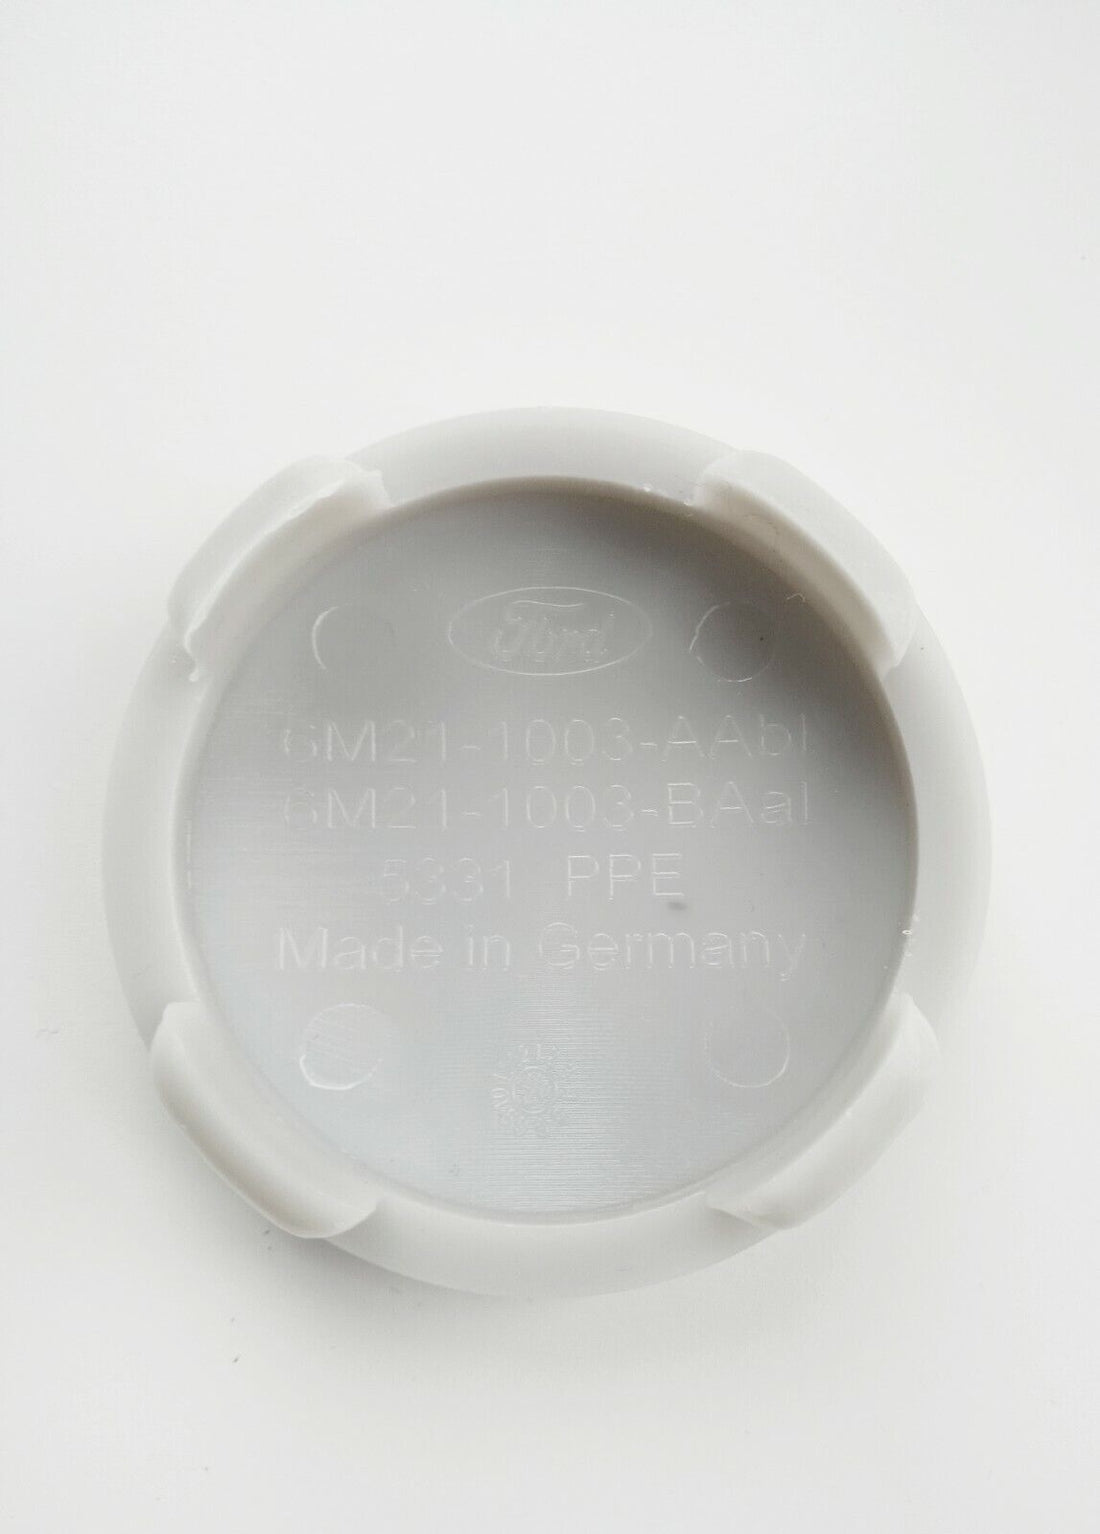 Ford
6M21-1003-AAbl
6M21-1003-BAal
5331 PPE
Made in Germany